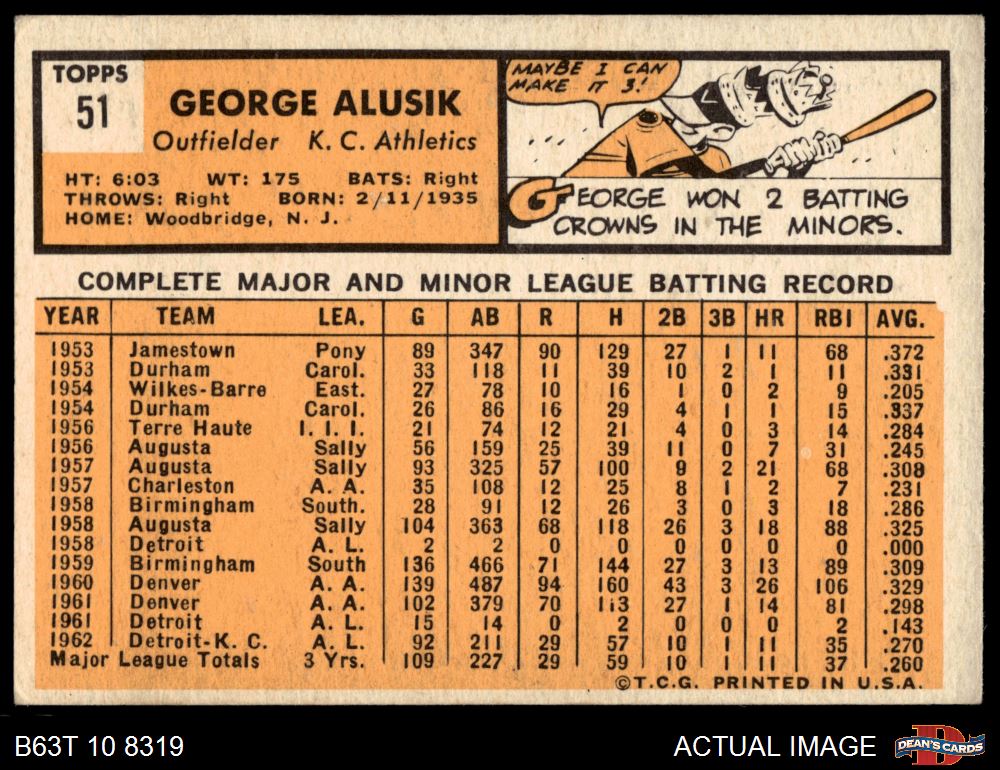 TOPPS
51
GEORGE ALUSIK
Outfielder K. C. Athletics
HT: 6:03 WT: 175 BATS: Right
THROWS: Right BORN: 2/11/1935
HOME: Woodbridge, N. J.
MAYBE I CAN
MAKE IT 3!
GEORGE WON 2 BATTING
CROWNS IN THE MINORS.
COMPLETE MAJOR AND MINOR LEAGUE BATTING RECORD
YEAR TEAM LEA. G AB R H 2B 3B HR RBI AVG.
1953 Jamestown Pony 89 347 90 129 27 1 11 68 .372
1953 Durham Carol. 33 118 11 39 10 2 1 11 .331
1954 Wilkes-Barre East. 27 78 10 16 1 0 2 9 .205
1954 Durham Carol. 26 86 16 29 4 1 1 15 .337
1956 Terre Haute I. I. I. 21 74 12 21 4 0 3 14 .284
1956 Augusta Sally 56 159 25 39 11 0 7 31 .245
1957 Augusta Sally 93 325 57 100 9 2 21 68 .308
1957 Charleston A. A. 35 108 12 25 8 1 2 7 .231
1958 Birmingham South. 28 91 12 26 3 0 3 18 .286
1958 Augusta Sally 104 363 68 118 26 3 18 88 .325
1958 Detroit A. L. 2 2 0 0 0 0 0 0 .000
1959 Birmingham South 136 466 71 144 27 3 13 89 .309
1960 Denver A. A. 139 487 94 160 43 3 26 106 .329
1961 Denver A. A. 102 379 70 113 27 1 14 81 .298
1961 Detroit A. L. 15 14 0 2 0 0 0 2 .143
1962 Detroit-K. C. A. L. 92 211 29 57 10 1 11 35 .270
Major League Totals 3 Yrs. 109 227 29 59 10 1 11 37 .260
©T.C.G. PRINTED IN U.S.A.
B63T 10 8319
ACTUAL IMAGE
DEAN'S CARDS